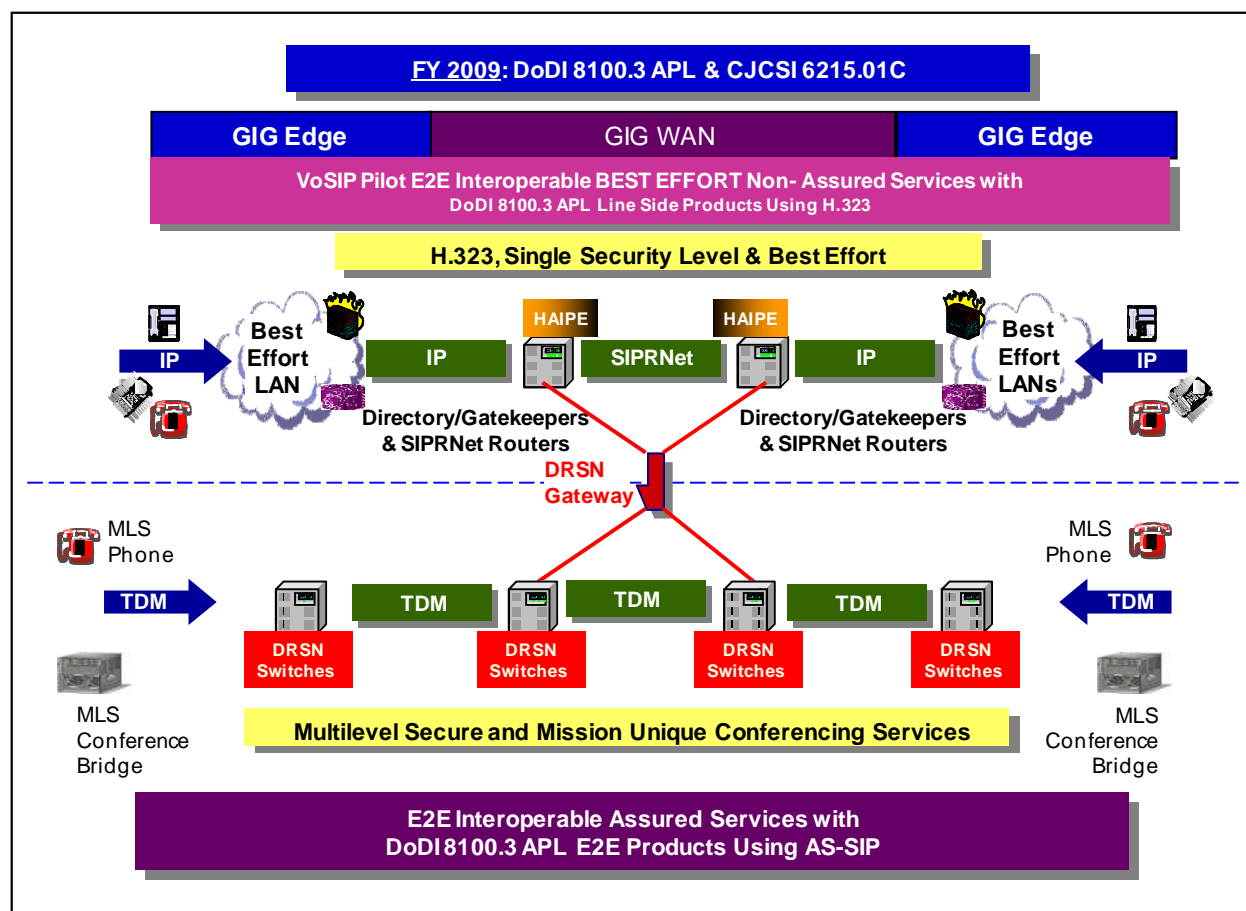 FY 2009: DoDI 8100.3 APL & CJCSI 6215.01C
GIG Edge
GIG WAN
GIG Edge
VoSIP Pilot E2E Interoperable BEST EFFORT Non- Assured Services with
DoDI 8100.3 APL Line Side Products Using H.323
H.323, Single Security Level & Best Effort
HAIPE
HAIPE
IP
Best
Effort
LAN
IP
SIPRNet
IP
Best
Effort
LANs
IP
Directory/Gatekeepers
& SIPRNet Routers
Directory/Gatekeepers
& SIPRNet Routers
DRSN
Gateway
MLS
Phone
MLS
Phone
TDM
TDM
TDM
TDM
TDM
DRSN
Switches
DRSN
Switches
DRSN
Switches
DRSN
Switches
MLS
Conference
Bridge
Multilevel Secure and Mission Unique Conferencing Services
MLS
Conference
Bridge
E2E Interoperable Assured Services with
DoDI 8100.3 APL E2E Products Using AS-SIP